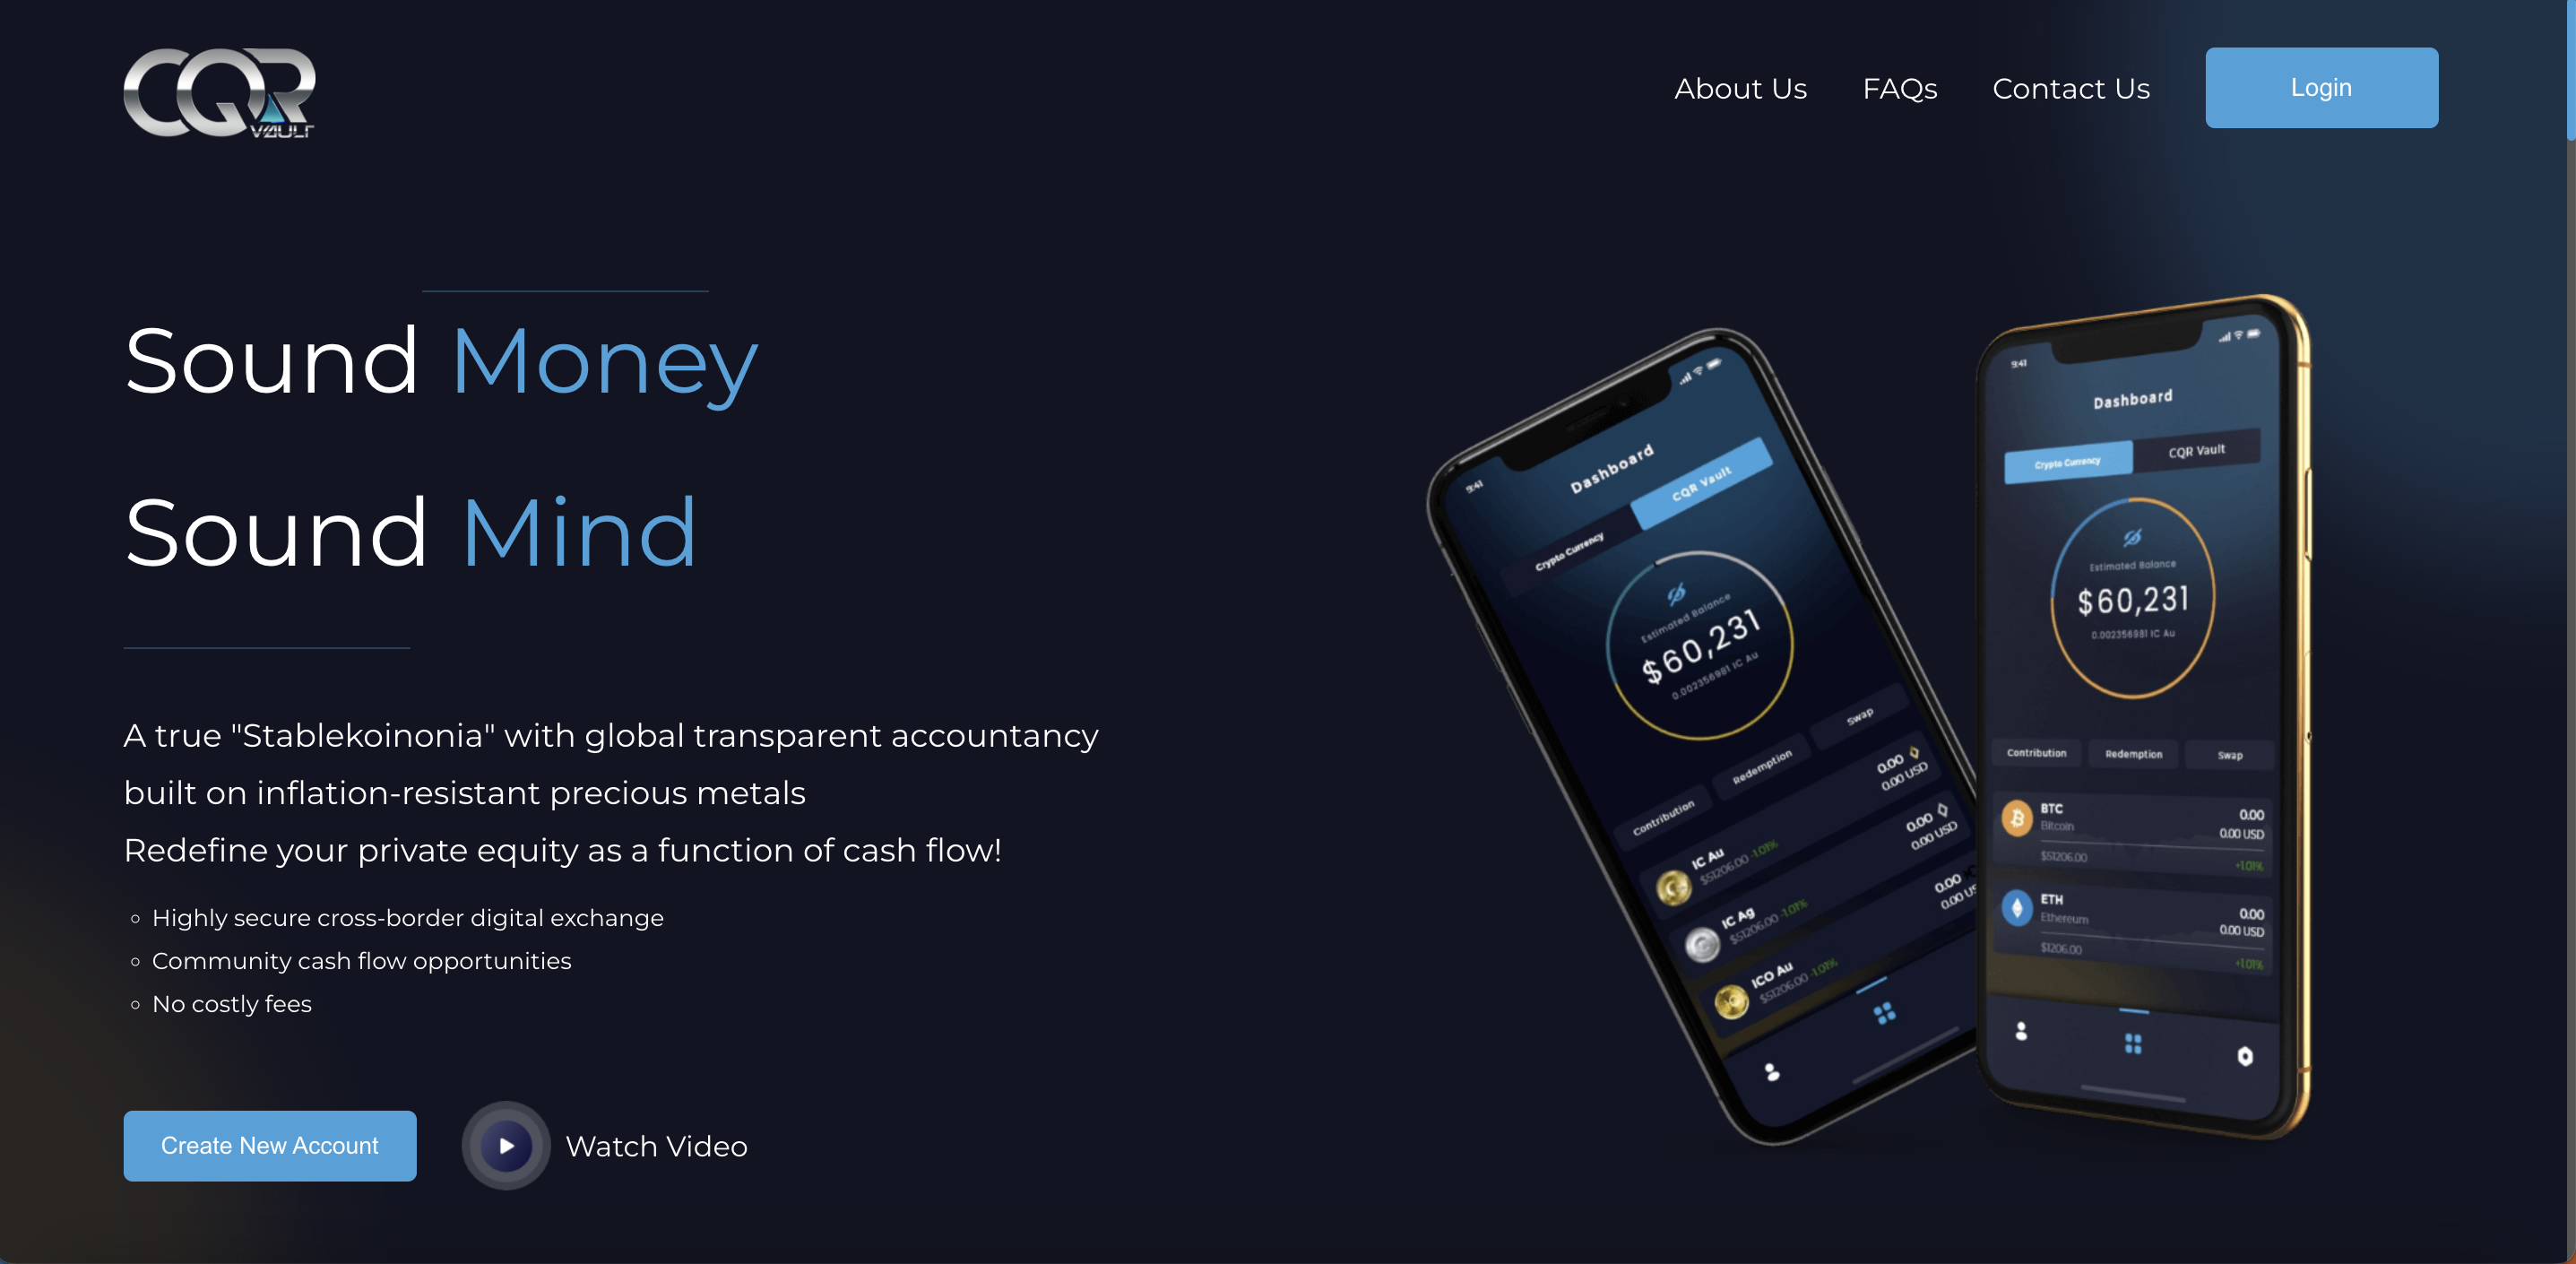 CQR
VAULT
About Us
FAQs
Contact Us
Login
Sound Money
Sound Mind
A true "Stablekoinonia" with global transparent accountancy
built on inflation-resistant precious metals
Redefine your private equity as a function of cash flow!
Highly secure cross-border digital exchange
Community cash flow opportunities
No costly fees
Create New Account
Watch Video
9:41
Dashboard
Crypto Currency
CQR Vault
Estimated Balance
$60,231
0.002356981 IC Au
Contribution
Redemption
Swap
IC Au
$51206.00 -1.01%
0.00
0.00 USD
IC Ag
$51206.00 -1.01%
0.00
0.00 USD
ICO Au
$51206.00 -1.01%
0.00
9:41
Dashboard
Crypto Currency
CQR Vault
Estimated Balance
$60,231
0.002356981 IC Au
Contribution
Redemption
Swap
BTC
Bitcoin
$51206.00
0.00
0.00 USD
+1.01%
ETH
Ethereum
$1206.00
0.00
0.00 USD
+1.01%